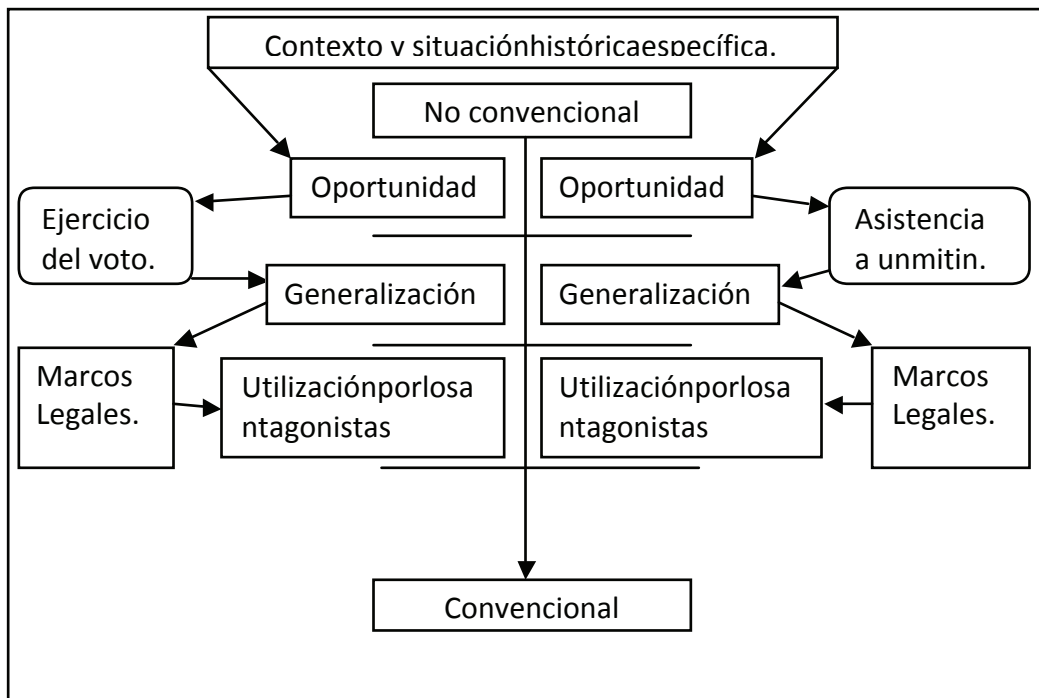 Contexto y situaciónhistóricaespecífica.
No convencional
Oportunidad
Oportunidad
Ejercicio
del voto.
Asistencia
a unmitin.
Generalización
Generalización
Marcos
Legales.
Utilizaciónporlosa
ntagonistas
Utilizaciónporlosa
ntagonistas
Marcos
Legales.
Convencional